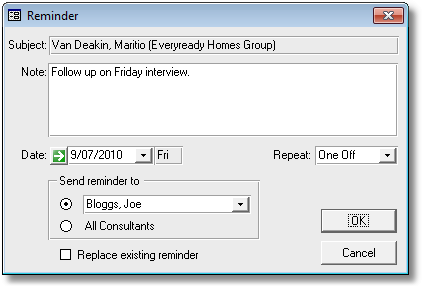 Reminder
Subject: Van Deakin, Maritio (Everyready Homes Group)
Note: Follow up on Friday interview.
Date: 9/07/2010 Fri Repeat: One Off
Send reminder to
Bloggs, Joe
All Consultants
OK
Replace existing reminder Cancel